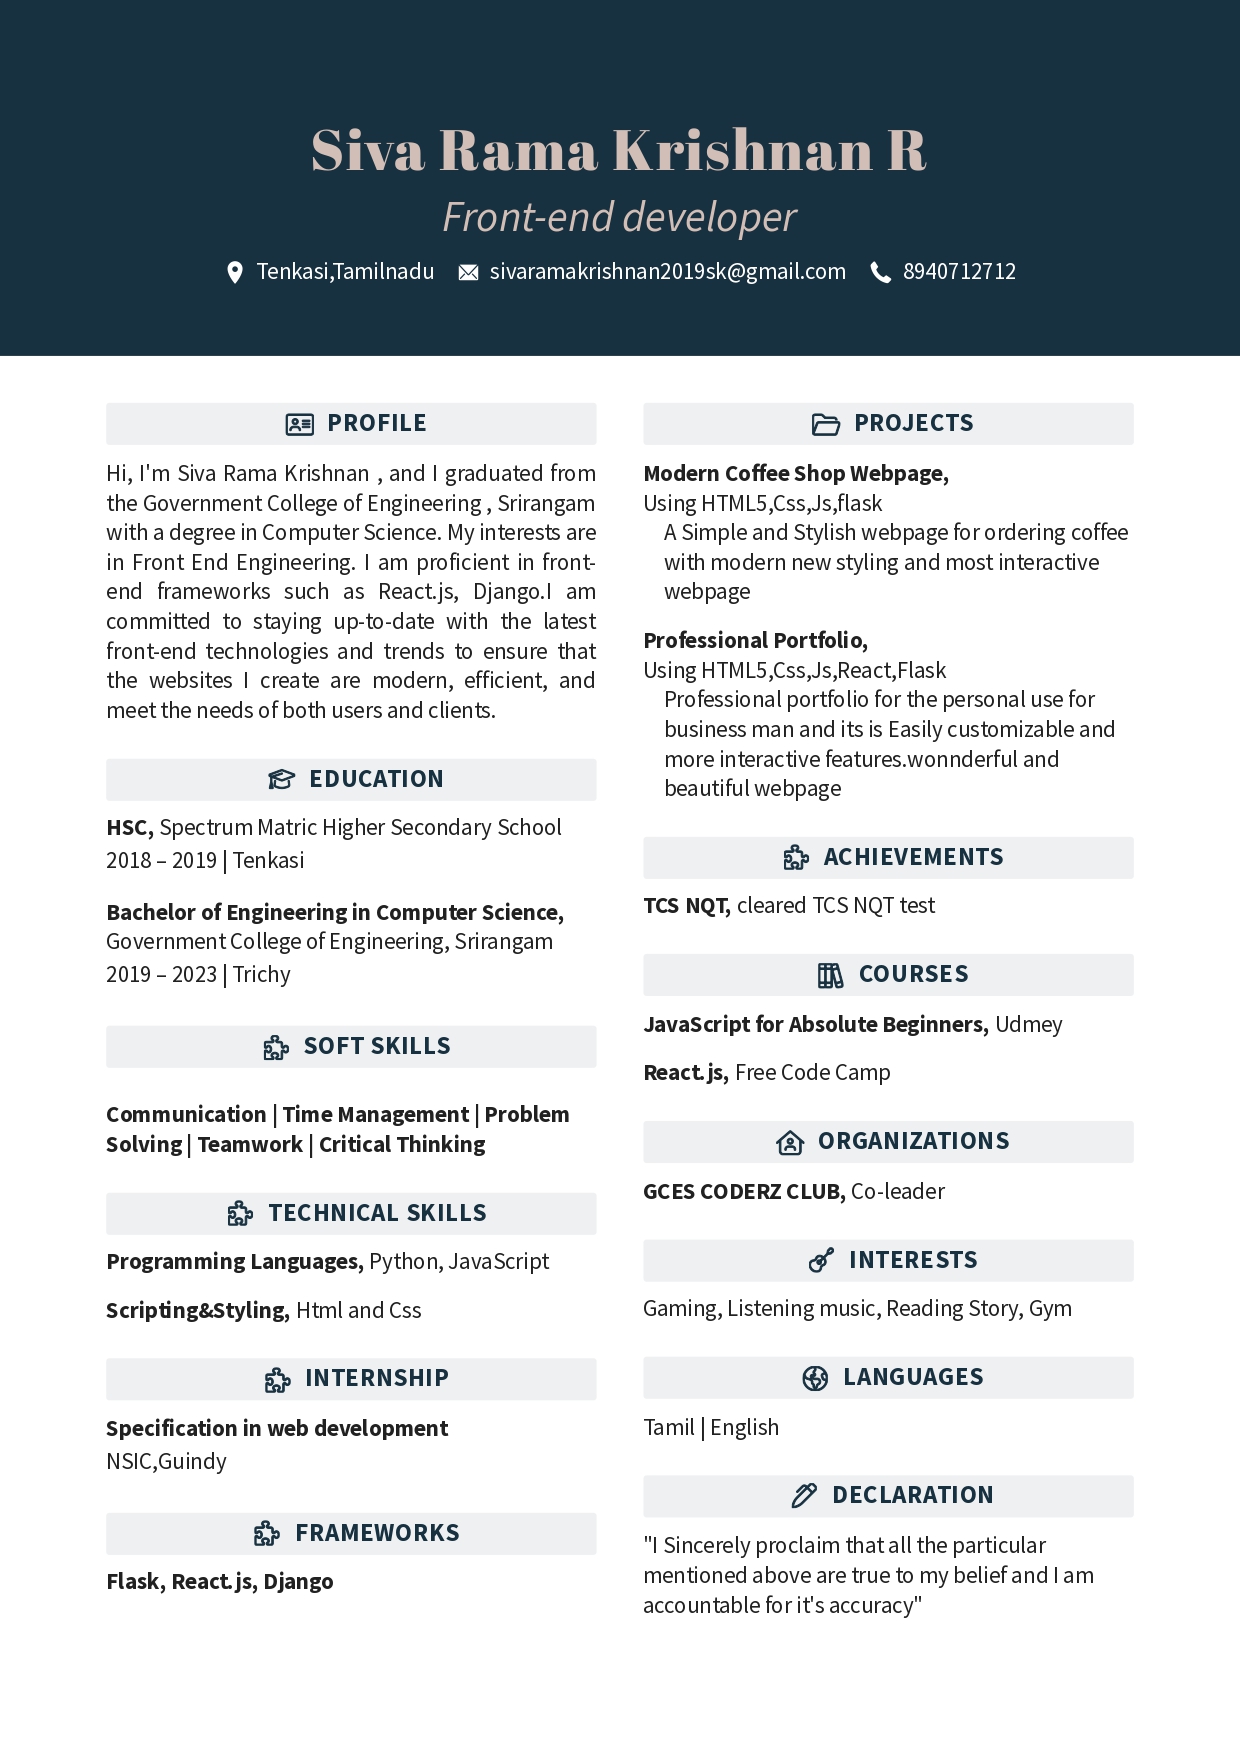 Siva Rama Krishnan R
Front-end developer
Tenkasi,Tamilnadu sivaramakrishnan2019sk@gmail.com 8940712712
PROFILE
Hi, I'm Siva Rama Krishnan , and I graduated from
the Government College of Engineering , Srirangam
with a degree in Computer Science. My interests are
in Front End Engineering. I am proficient in front-
end frameworks such as React.js, Django.I am
committed to staying up-to-date with the latest
front-end technologies and trends to ensure that
the websites I create are modern, efficient, and
meet the needs of both users and clients.
EDUCATION
HSC, Spectrum Matric Higher Secondary School
2018 – 2019 | Tenkasi
Bachelor of Engineering in Computer Science,
Government College of Engineering, Srirangam
2019 – 2023 | Trichy
SOFT SKILLS
Communication | Time Management | Problem
Solving | Teamwork | Critical Thinking
TECHNICAL SKILLS
Programming Languages, Python, JavaScript
Scripting&Styling, Html and Css
INTERNSHIP
Specification in web development
NSIC,Guindy
FRAMEWORKS
Flask, React.js, Django
PROJECTS
Modern Coffee Shop Webpage,
Using HTML5,Css,Js,flask
A Simple and Stylish webpage for ordering coffee
with modern new styling and most interactive
webpage
Professional Portfolio,
Using HTML5,Css,Js,React,Flask
Professional portfolio for the personal use for
business man and its is Easily customizable and
more interactive features.wonnderful and
beautiful webpage
ACHIEVEMENTS
TCS NQT, cleared TCS NQT test
COURSES
JavaScript for Absolute Beginners, Udmey
React.js, Free Code Camp
ORGANIZATIONS
GCES CODERZ CLUB, Co-leader
INTERESTS
Gaming, Listening music, Reading Story, Gym
LANGUAGES
Tamil | English
DECLARATION
"I Sincerely proclaim that all the particular
mentioned above are true to my belief and I am
accountable for it's accuracy"